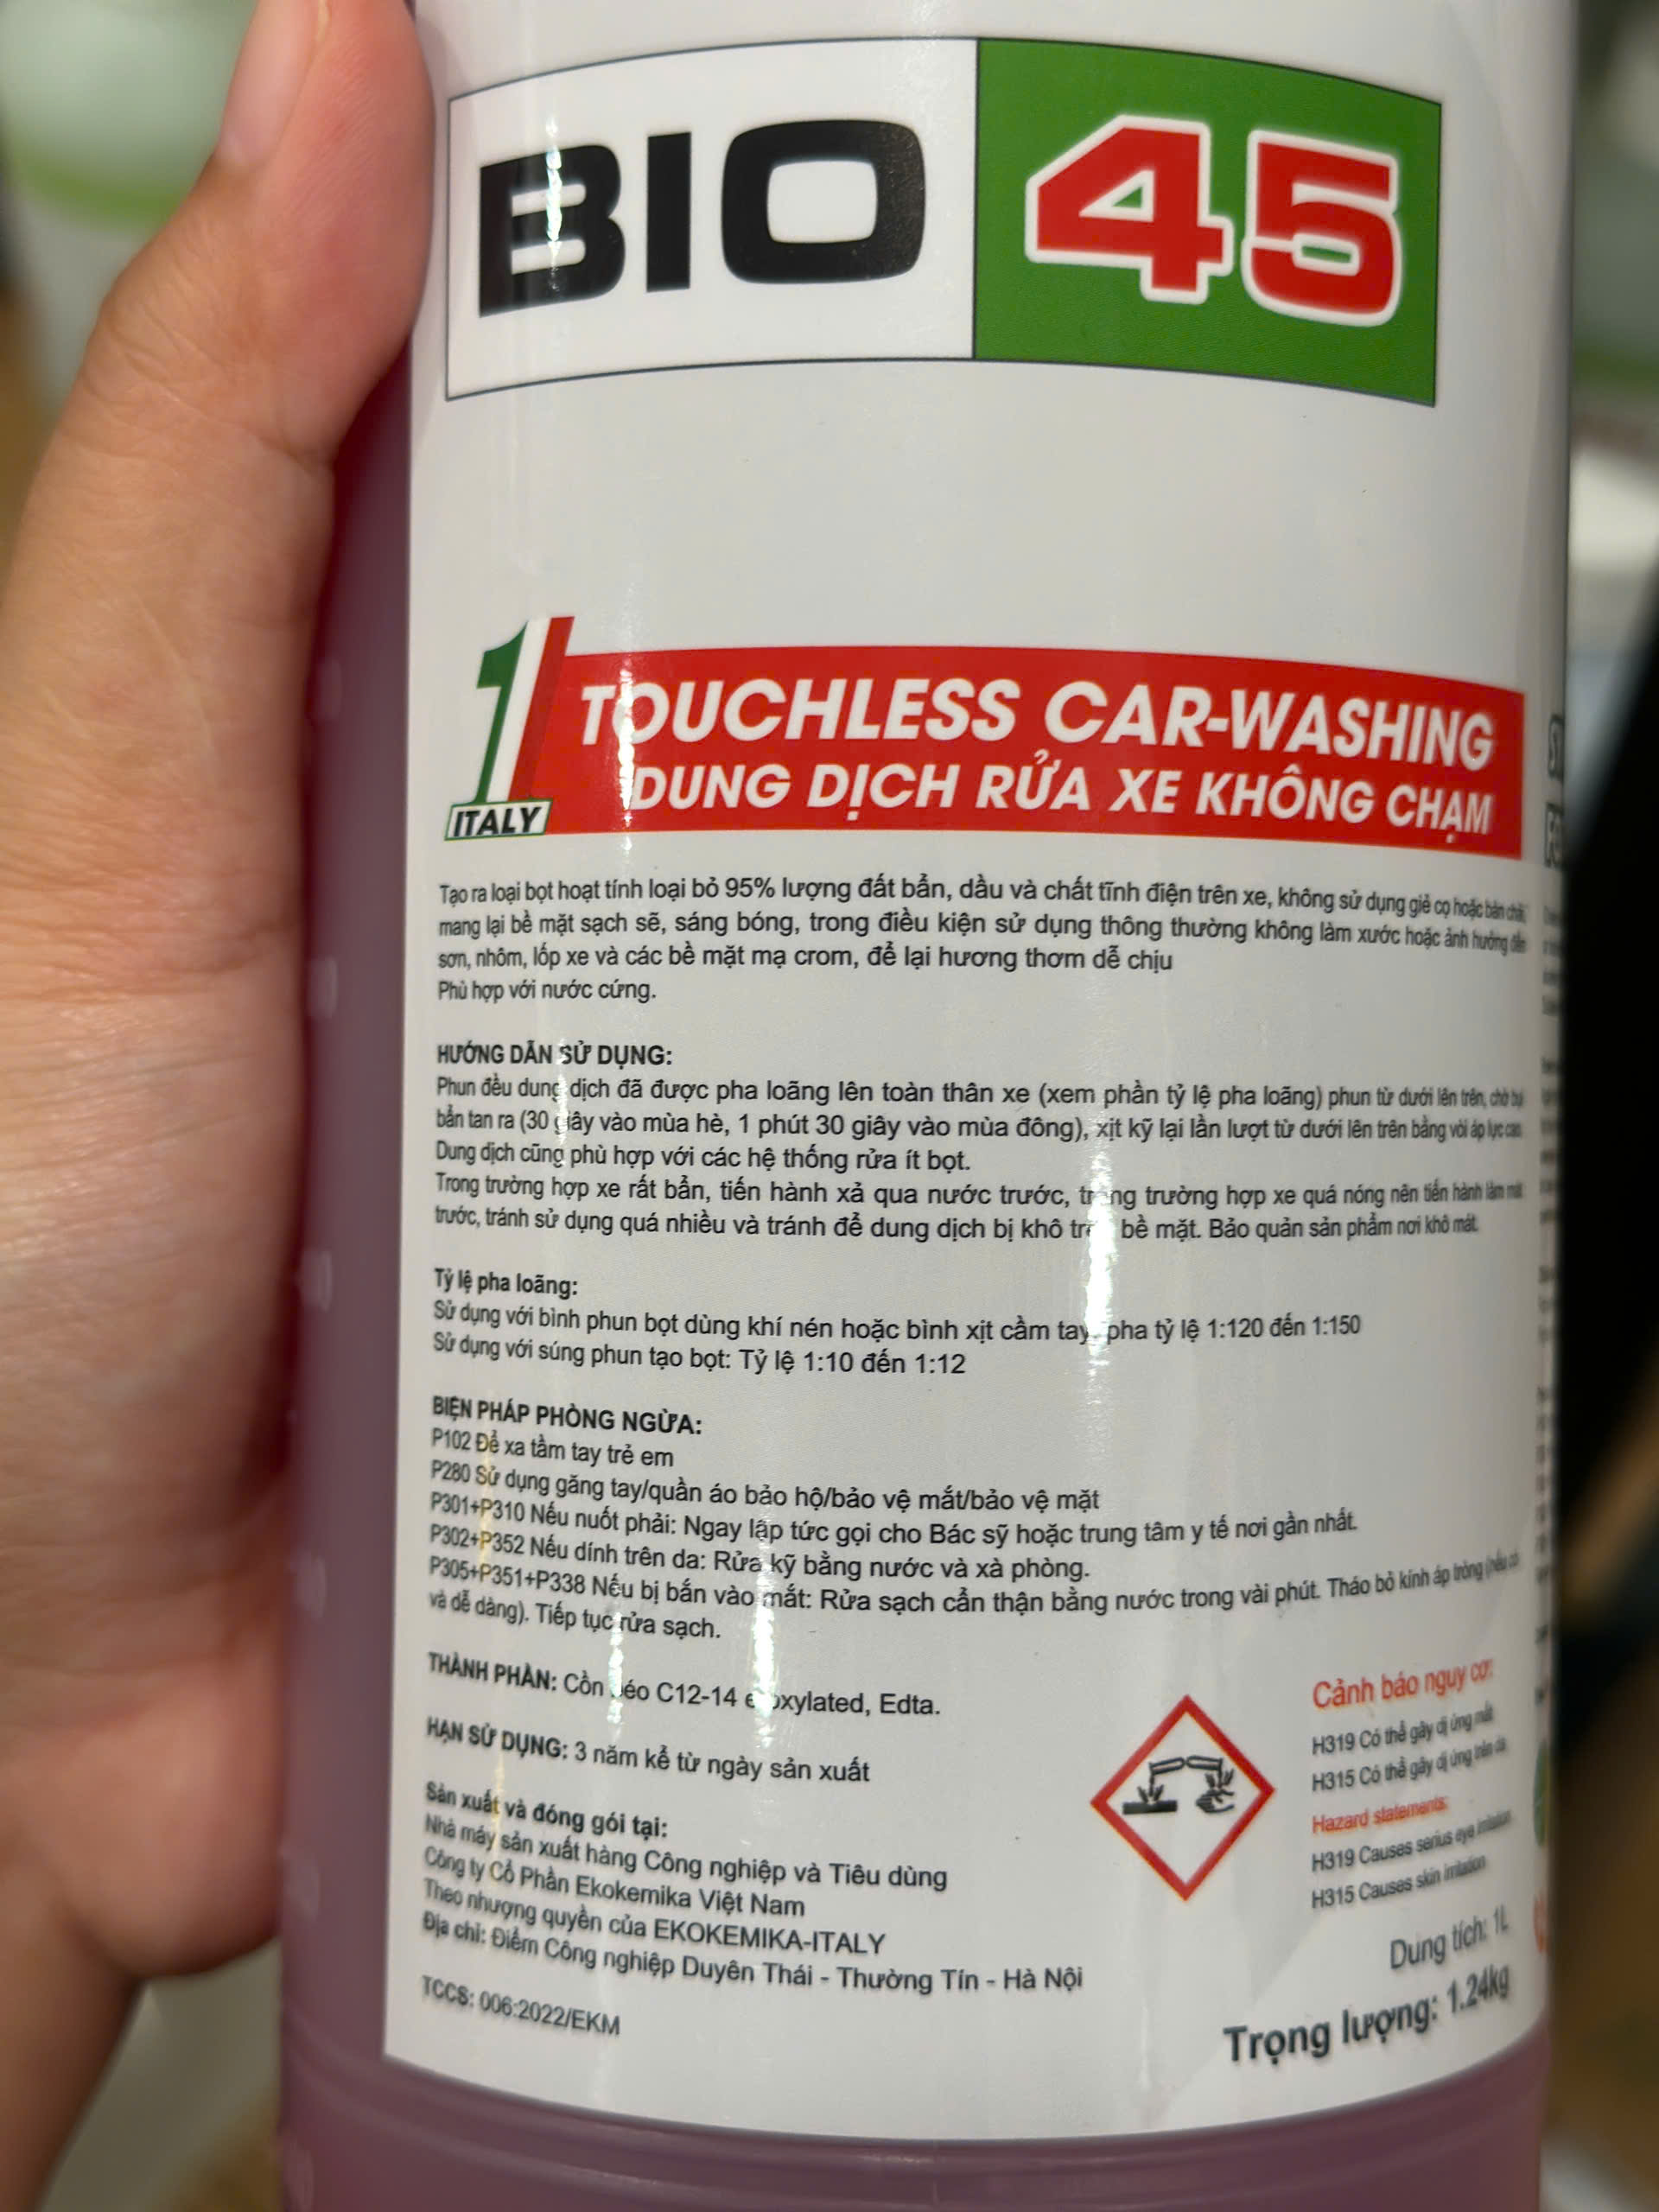 BIO 45
1 ITALY
TOUCHLESS CAR-WASHING
DUNG DỊCH RỬA XE KHÔNG CHẠM
Tạo ra loại bọt hoạt tính loại bỏ 95% lượng đất bẩn, dầu và chất tĩnh điện trên xe, không sử dụng giẻ cọ hoặc bàn chải,
mang lại bề mặt sạch sẽ, sáng bóng, trong điều kiện sử dụng thông thường không làm xước hoặc ảnh hưởng đến
sơn, nhôm, lốp xe và các bề mặt mạ crom, để lại hương thơm dễ chịu
Phù hợp với nước cứng.
HƯỚNG DẪN SỬ DỤNG:
Phun đều dung dịch đã được pha loãng lên toàn thân xe (xem phần tỷ lệ pha loãng) phun từ dưới lên trên, chờ bụi
bẩn tan ra (30 giây vào mùa hè, 1 phút 30 giây vào mùa đông), xịt kỹ lại lần lượt từ dưới lên trên bằng vòi áp lực cao.
Dung dịch cũng phù hợp với các hệ thống rửa ít bọt.
Trong trường hợp xe rất bẩn, tiến hành xả qua nước trước, trong trường hợp xe quá nóng nên tiến hành làm mát
trước, tránh sử dụng quá nhiều và tránh để dung dịch bị khô trên bề mặt. Bảo quản sản phẩm nơi khô mát.
Tỷ lệ pha loãng:
Sử dụng với bình phun bọt dùng khí nén hoặc bình xịt cầm tay, pha tỷ lệ 1:120 đến 1:150
Sử dụng với súng phun tạo bọt: Tỷ lệ 1:10 đến 1:12
BIỆN PHÁP PHÒNG NGỪA:
P102 Để xa tầm tay trẻ em
P280 Sử dụng găng tay/quần áo bảo hộ/bảo vệ mắt/bảo vệ mặt
P301+P310 Nếu nuốt phải: Ngay lập tức gọi cho Bác sỹ hoặc trung tâm y tế nơi gần nhất.
P302+P352 Nếu dính trên da: Rửa kỹ bằng nước và xà phòng.
P305+P351+P338 Nếu bị bắn vào mắt: Rửa sạch cẩn thận bằng nước trong vài phút. Tháo bỏ kính áp tròng (nếu có
và dễ dàng). Tiếp tục rửa sạch.
THÀNH PHẦN: Cồn béo C12-14 etoxylated, Edta.
HẠN SỬ DỤNG: 3 năm kể từ ngày sản xuất
Sản xuất và đóng gói tại:
Nhà máy sản xuất hàng Công nghiệp và Tiêu dùng
Công ty Cổ Phần Ekokemika Việt Nam
Theo nhượng quyền của EKOKEMIKA-ITALY
Địa chỉ: Điểm Công nghiệp Duyên Thái - Thường Tín - Hà Nội
TCCS: 006:2022/EKM
Cảnh báo nguy cơ:
H319 Có thể gây dị ứng mắt
H315 Có thể gây dị ứng trên da
Hazard statements:
H319 Causes serius eye irritation
H315 Causes skin irritation
Dung tích: 1L
Trọng lượng: 1.24kg